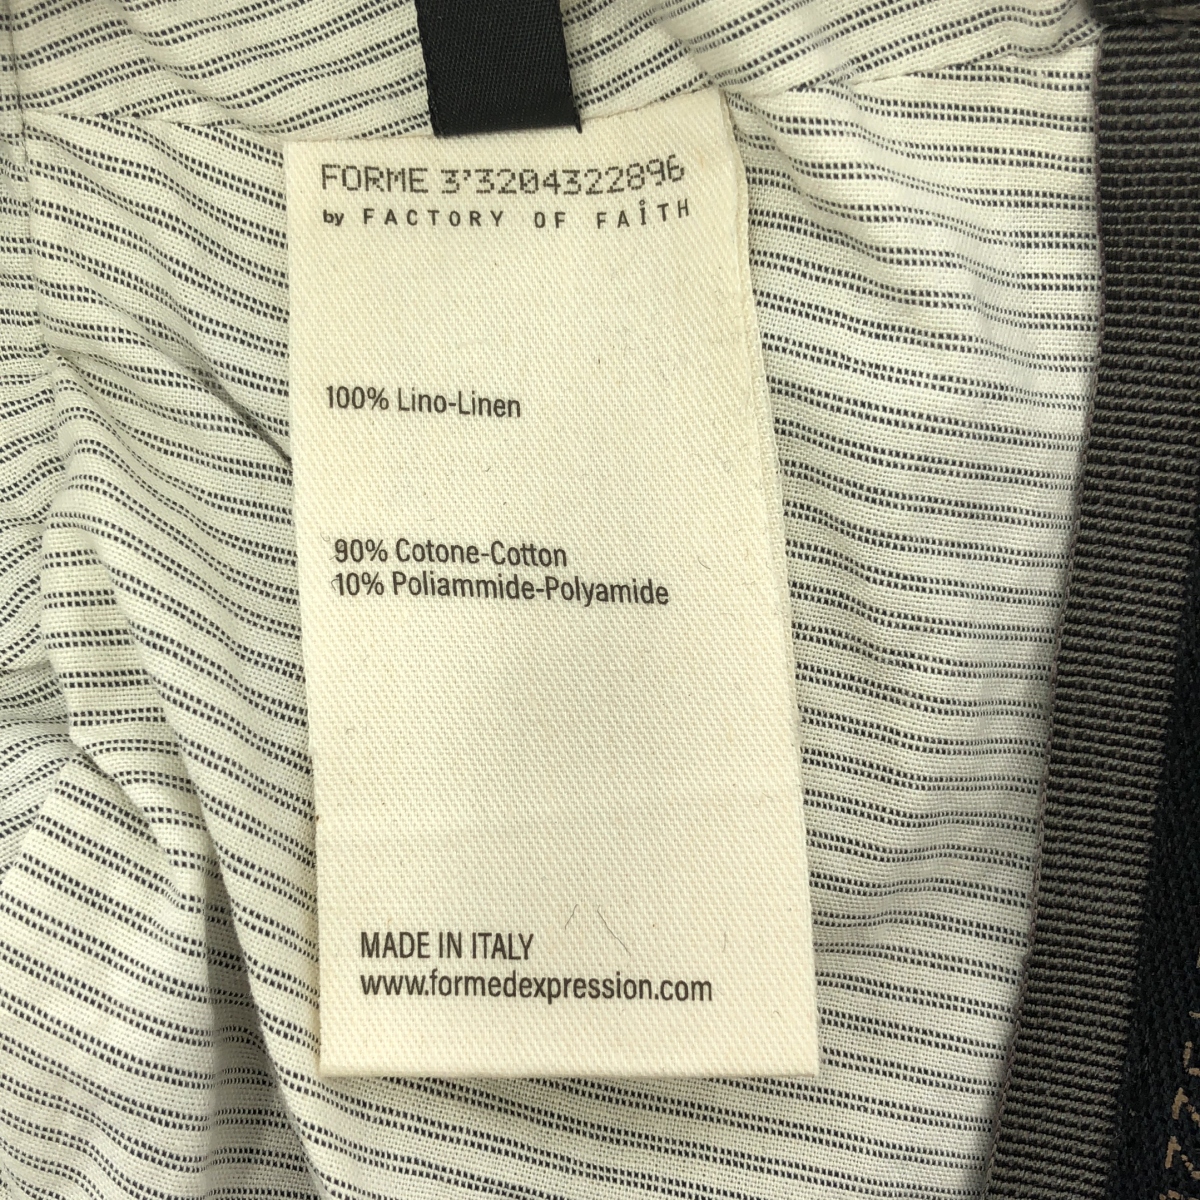 FORME 3'3204322896
by FACTORY OF FAiTH
100% Lino-Linen
90% Cotone-Cotton
10% Poliammide-Polyamide
MADE IN ITALY
www.formedexpression.com